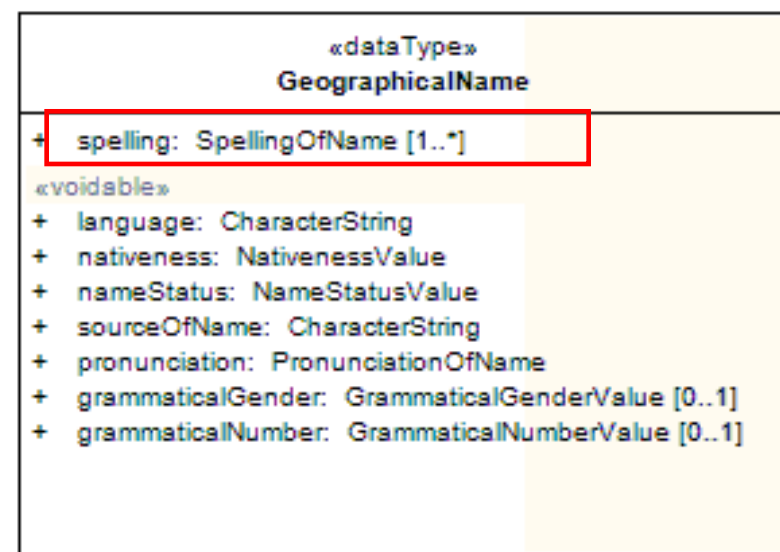 «dataType»
GeographicalName
+ spelling: SpellingOfName [1..*]
«voidable»
+ language: CharacterString
+ nativeness: NativenessValue
+ nameStatus: NameStatusValue
+ sourceOfName: CharacterString
+ pronunciation: PronunciationOfName
+ grammaticalGender: GrammaticalGenderValue [0..1]
+ grammaticalNumber: GrammaticalNumberValue [0..1]